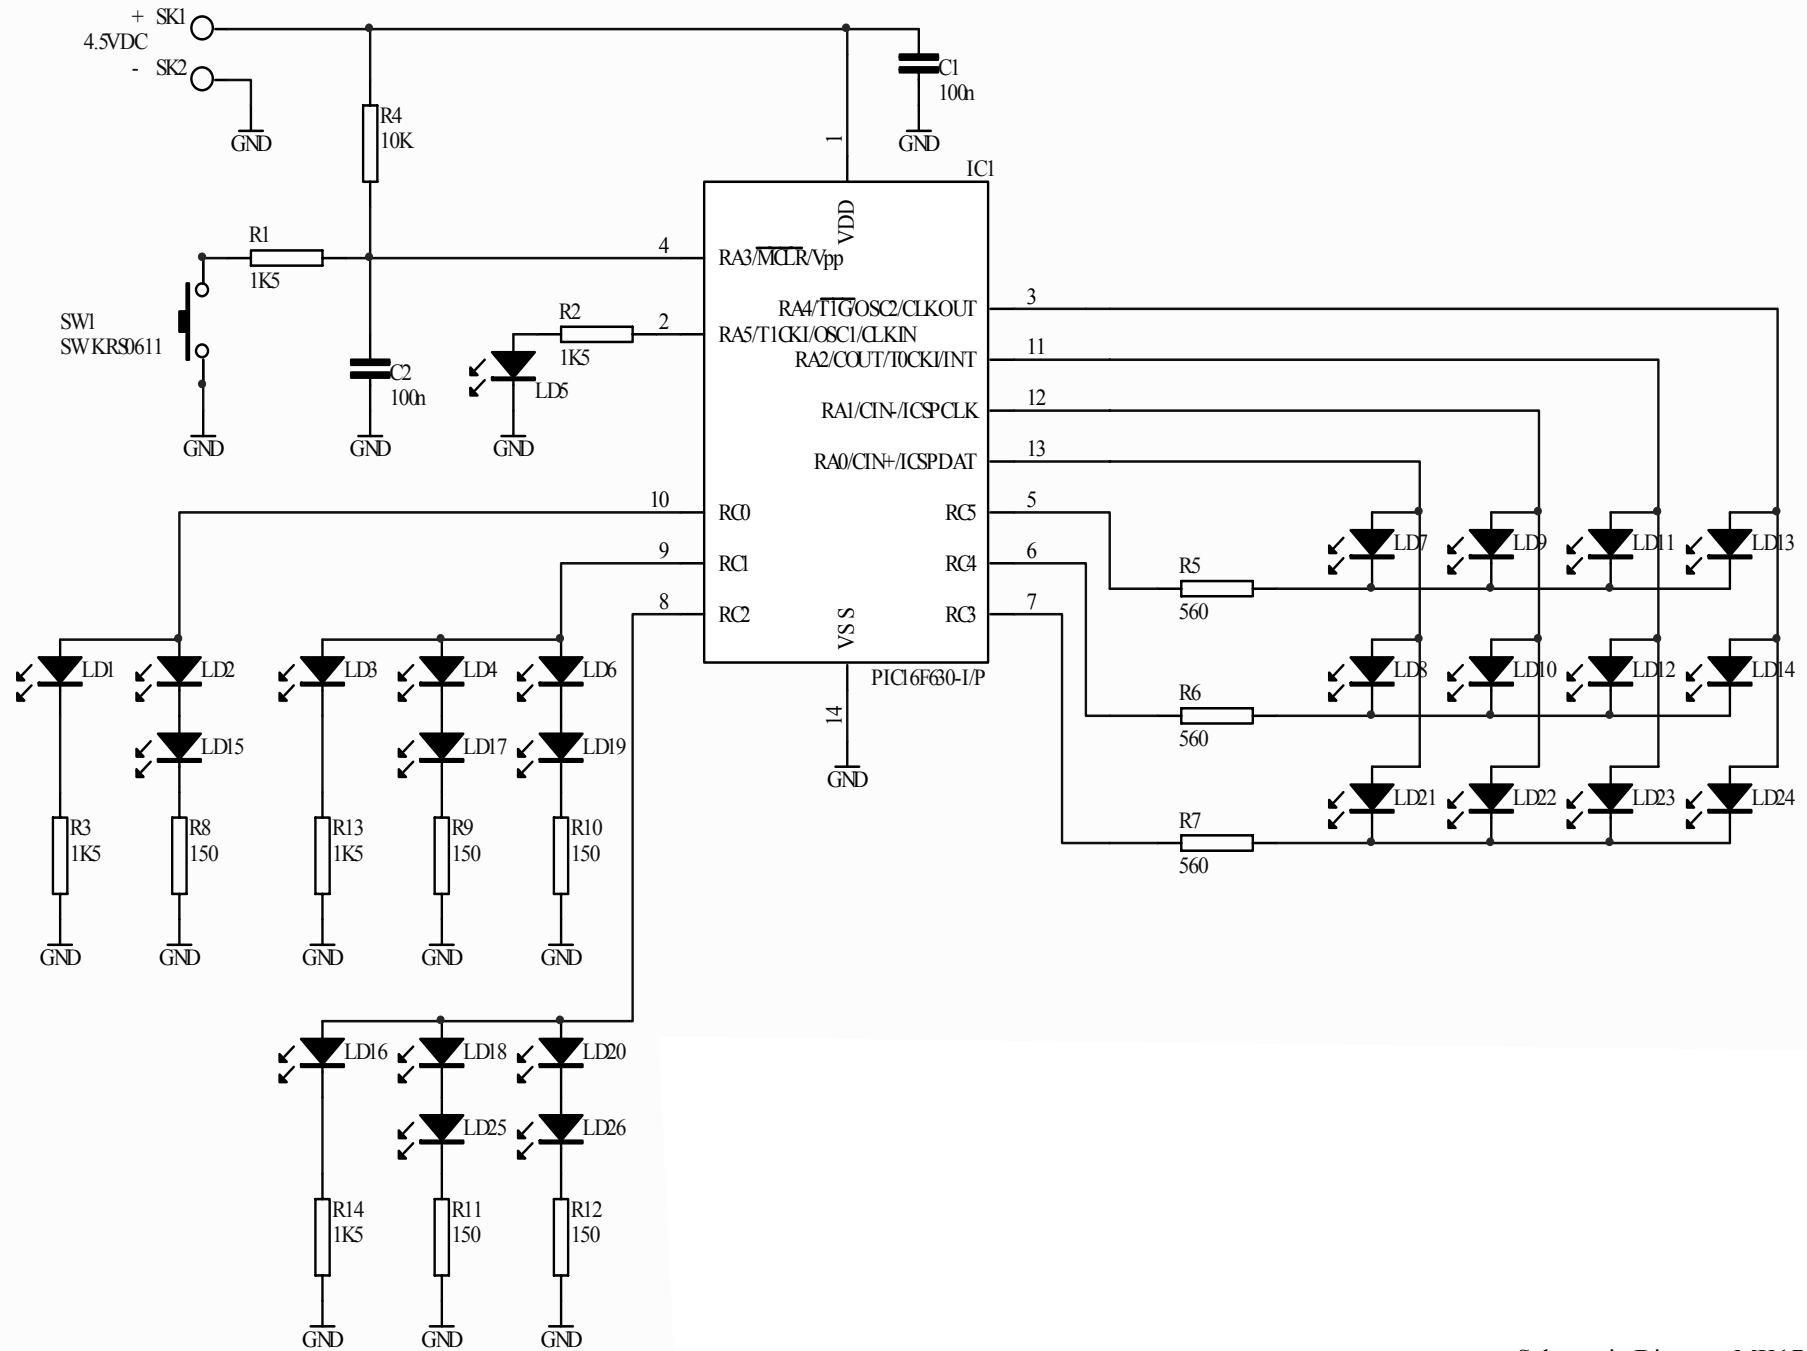 + SK1
4.5VDC
- SK2
GND
R4
10K
C1
100n
GND
1
IC1
VDD
R1
1K5
4
RA3/MCLR/Vpp
SW1
SWKRS0611
GND
C2
100n
GND
R2
1K5
2
RA5/T1CKI/OSC1/CLKIN
LD5
GND
RA4/T1G/OSC2/CLKOUT
3
RA2/COUT/T0CKI/INT
11
RA1/CIN-/ICSPCLK
12
RA0/CIN+/ICSPDAT
13
10
RC0
RC5
5
9
RC1
RC4
6
8
RC2
RC3
7
VSS
PIC16F630-I/P
14
GND
R5
560
LD7
LD9
LD11
LD13
R6
560
LD8
LD10
LD12
LD14
R7
560
LD21
LD22
LD23
LD24
LD1
LD2
LD3
LD4
LD6
LD15
LD17
LD19
R3
1K5
R8
150
R13
1K5
R9
150
R10
150
GND
GND
GND
GND
GND
LD16
LD18
LD20
LD25
LD26
R14
1K5
R11
150
R12
150
GND
GND
GND